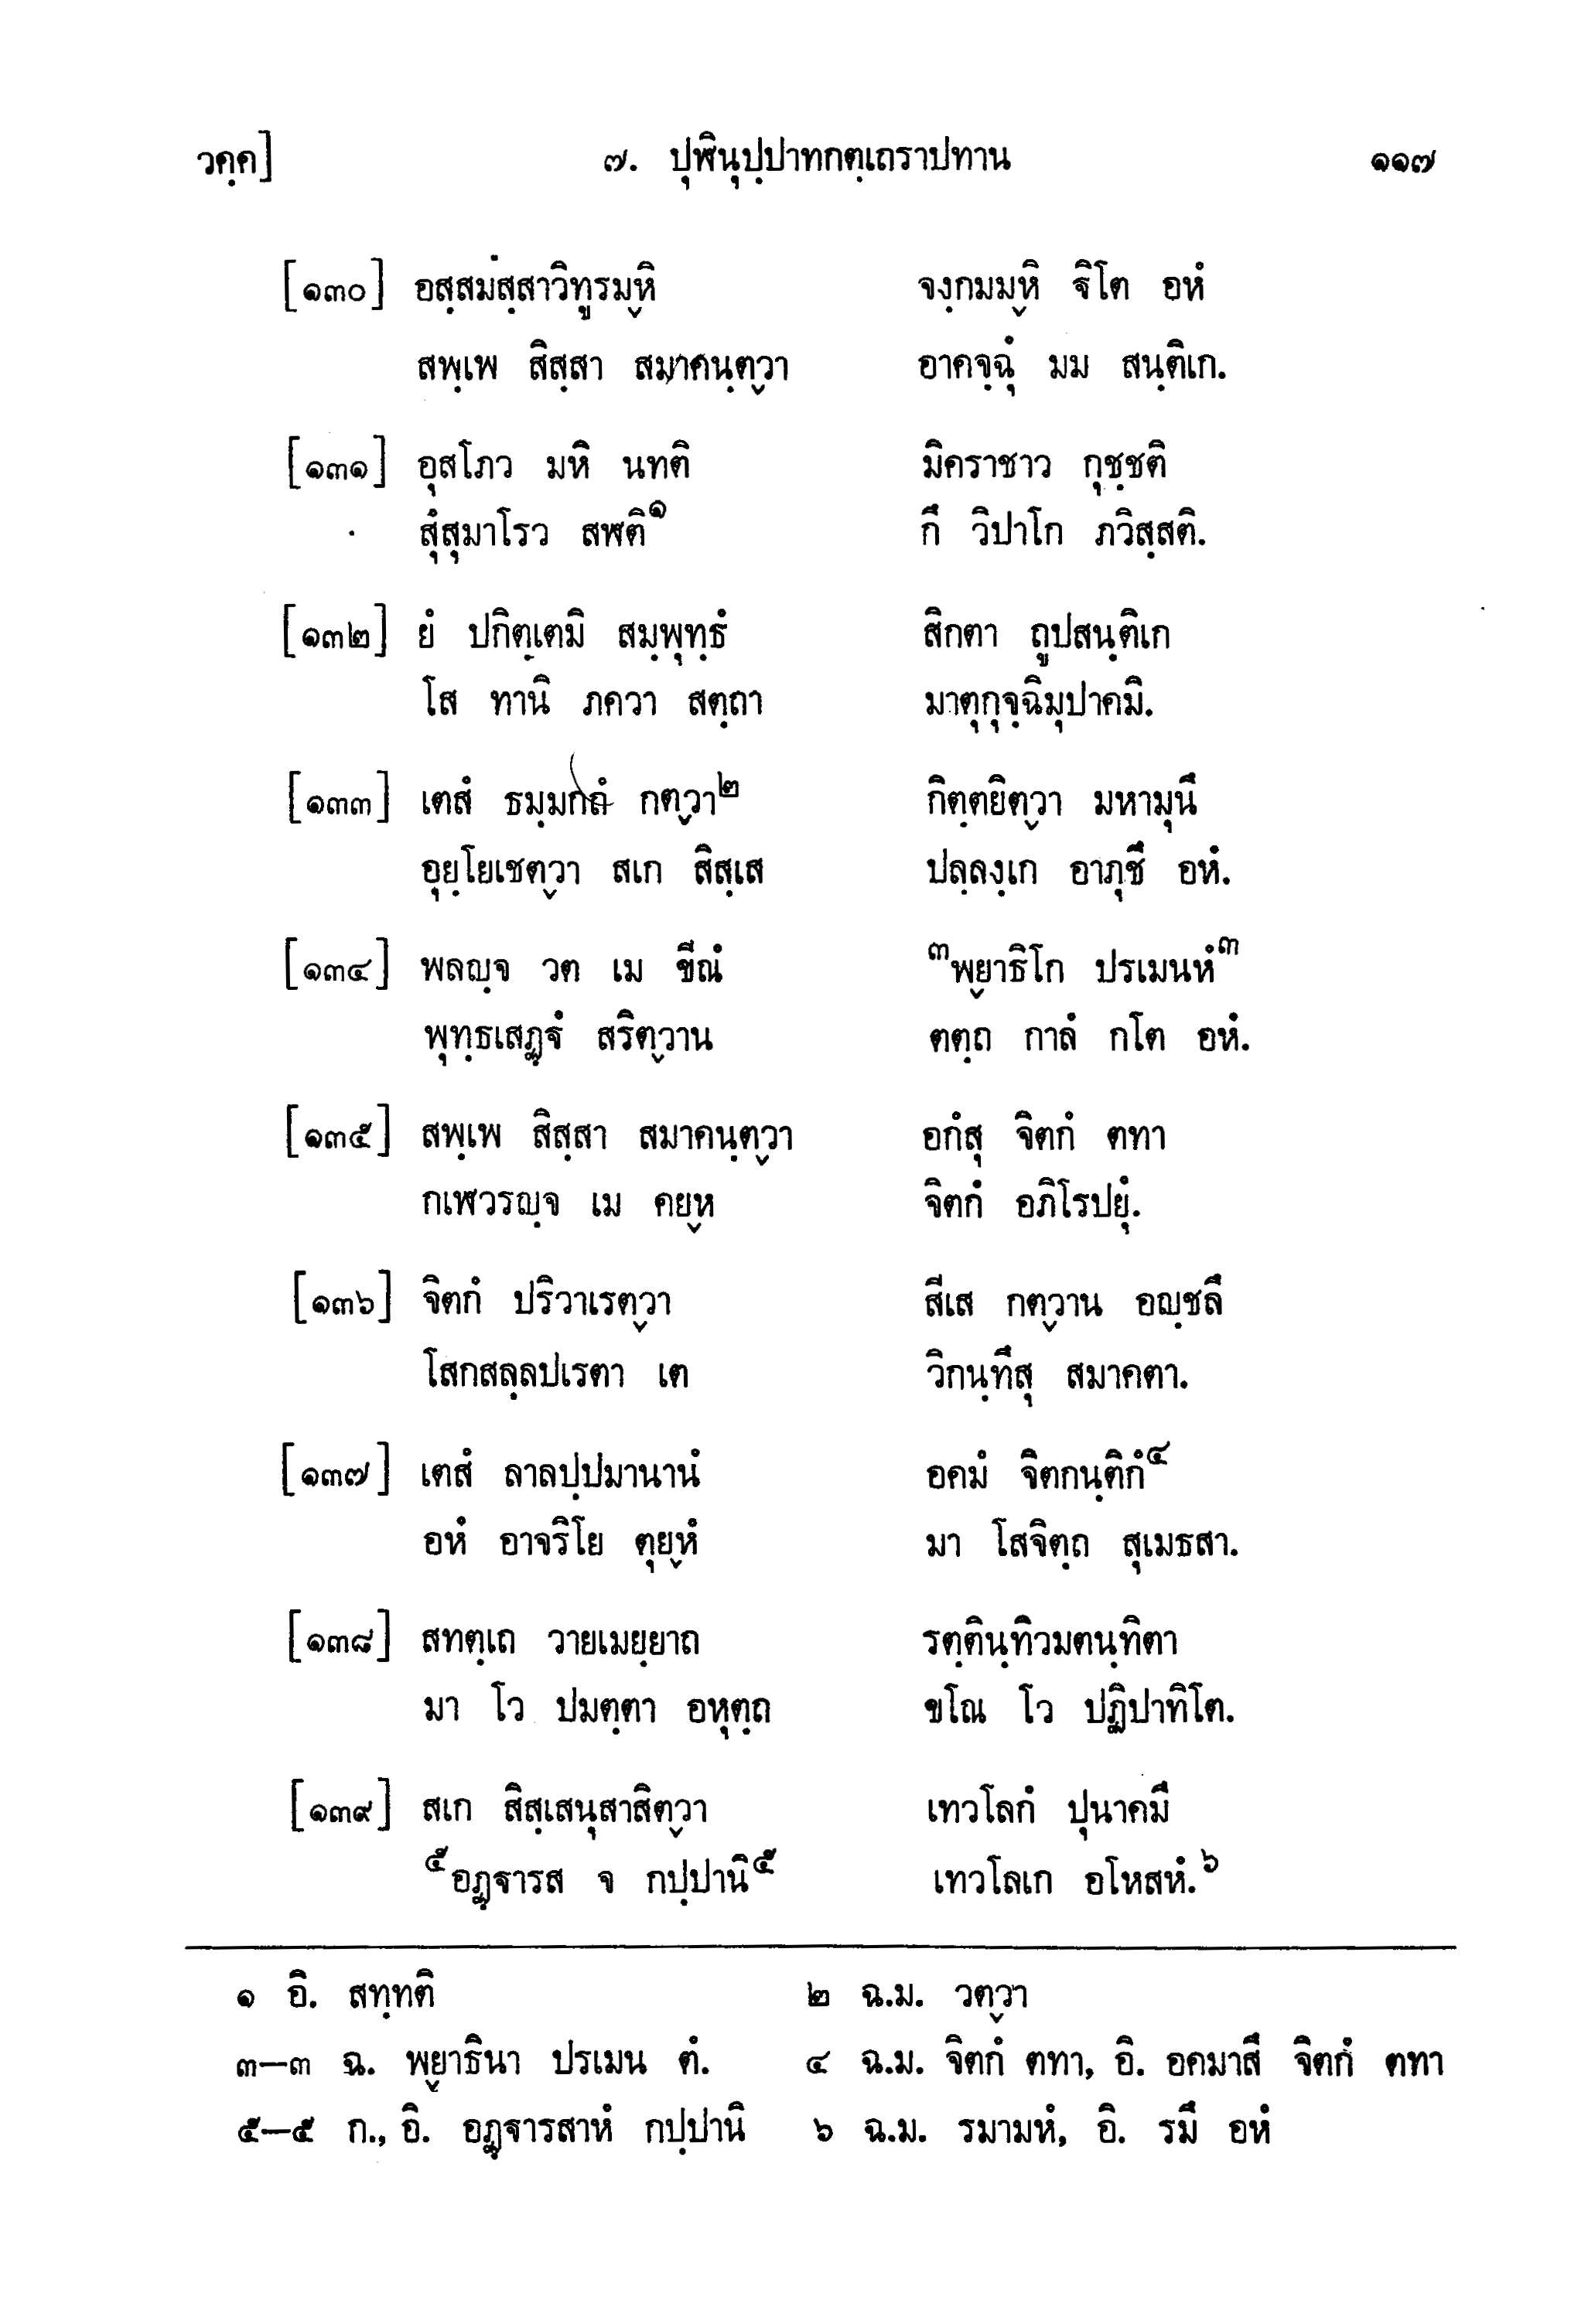 วคฺค] ๗. ปุฬินุปฺปาทกตฺเถราปทาน ๑๑๗
[๑๓๐] อสฺสมสฺสาวิทูรมฺหิ จงฺกมมฺหิ ฐิโต อหํ
สพฺเพ สิสฺสา สมาคนฺตฺวา อาคจฺฉุํ มม สนฺติเก.
[๑๓๑] อุสโภว มหิ นทติ มิคราชาว กุชฺชติ
สุํสุมาโรว สฬติ๑ กึ วิปาโก ภวิสฺสติ.
[๑๓๒] ยํ ปกิตฺเตมิ สมฺพุทฺธํ สิกตา ถูปสนฺติเก
โส ทานิ ภควา สตฺถา มาตุกุจฺฉิมุปาคมิ.
[๑๓๓] เตสํ ธมฺมกถํ กตฺวา๒ กิตฺตยิตฺวา มหามุนึ
อุยฺโยเชตฺวา สเก สิสฺเส ปลฺลงฺเก อาภุชึ อหํ.
[๑๓๔] พลญฺจ วต เม ขีณํ ๓พฺยาธิโก ปรเมนหํ๓
พุทฺธเสฏฺฐํ สริตฺวาน ตตฺถ กาลํ กโต อหํ.
[๑๓๕] สพฺเพ สิสฺสา สมาคนฺตฺวา อกํสุ จิตกํ ตทา
กเฬวรญฺจ เม คยฺห จิตกํ อภิโรปยุํ.
[๑๓๖] จิตกํ ปริวาเรตฺวา สีเส กตฺวาน อญฺชลึ
โสกสลฺลปเรตา เต วิกนฺทึสุ สมาคตา.
[๑๓๗] เตสํ ลาลปฺปมานานํ อคมํ จิตกนฺติกํ๔
อหํ อาจริโย ตุยฺหํ มา โสจิตฺถ สุเมธสา.
[๑๓๘] สทตฺเถ วายเมยฺยาถ รตฺตินฺทิวมตนฺทิตา
มา โว ปมตฺตา อหุตฺถ ขโณ โว ปฏิปาทิโต.
[๑๓๙] สเก สิสฺเสนุสาสิตฺวา เทวโลกํ ปุนาคมึ
๕อฏฺฐารส จ กปฺปานิ๕ เทวโลเก อโหสหํ.๖
๑ อิ. สทฺทติ ๒ ฉ.ม. วตฺวา
๓—๓ ฉ. พฺยาธินา ปรเมน ตํ. ๔ ฉ.ม. จิตกํ ตทา, อิ. อคมาสึ จิตกํ ตทา
๕—๕ ก., อิ. อฏฺฐารสาหํ กปฺปานิ ๖ ฉ.ม. รมามหํ, อิ. รมึ อหํ